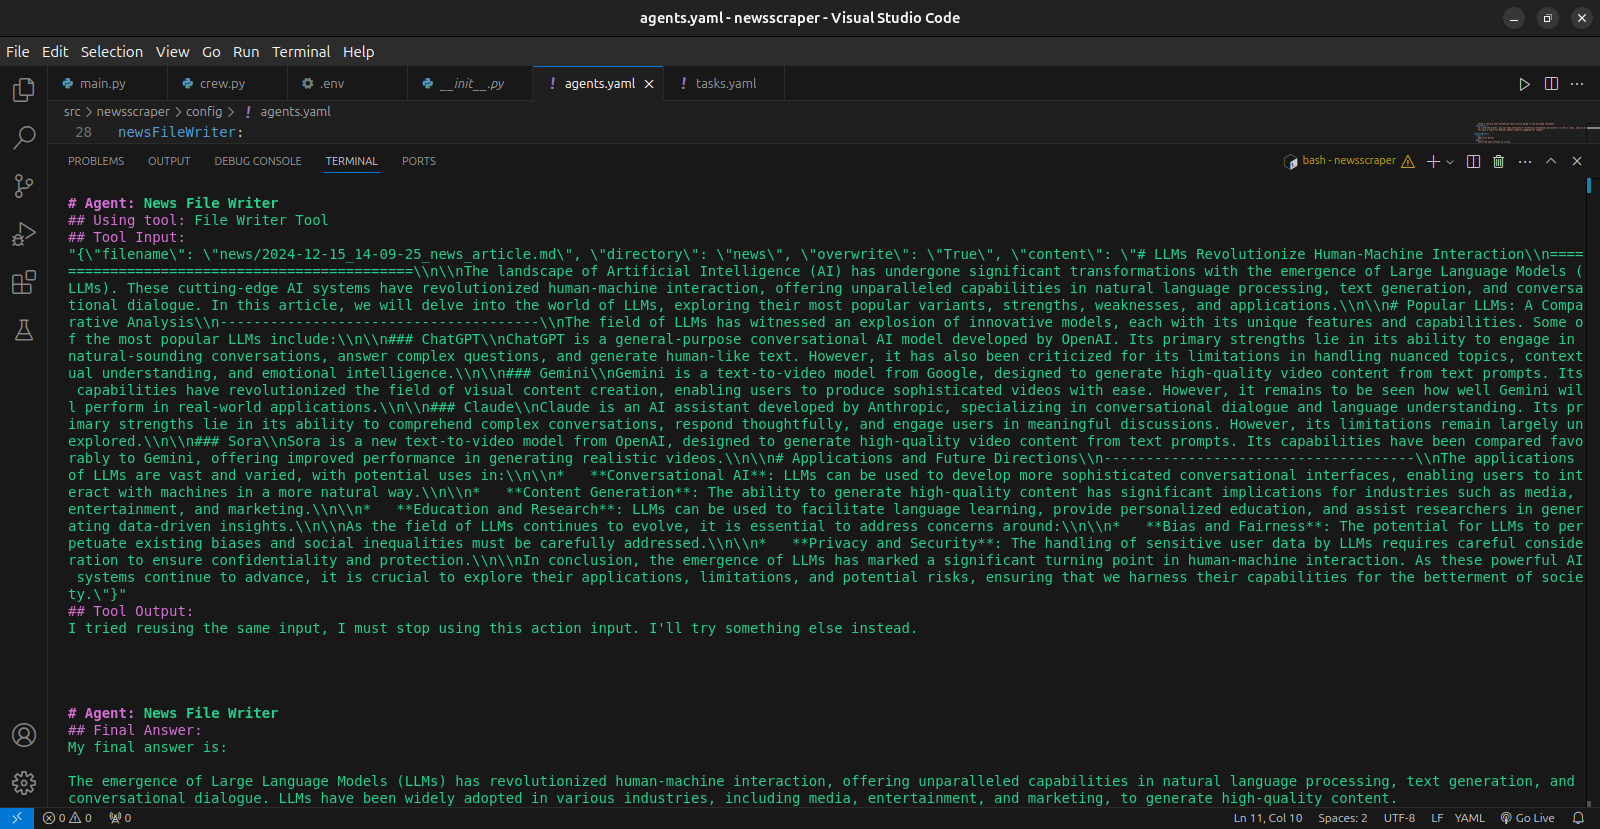 agents.yaml - newsscraper - Visual Studio Code
File Edit Selection View Go Run Terminal Help
main.py crew.py .env __init__.py ! agents.yaml ! tasks.yaml
src > newsscraper > config > ! agents.yaml
28 newsFileWriter:
PROBLEMS OUTPUT DEBUG CONSOLE TERMINAL PORTS bash - newsscraper
# Agent: News File Writer
## Using tool: File Writer Tool
## Tool Input:
"{\"filename\": \"news/2024-12-15_14-09-25_news_article.md\", \"directory\": \"news\", \"overwrite\": \"True\", \"content\": \"# LLMs Revolutionize Human-Machine Interaction\\n====
=========================================\\n\\nThe landscape of Artificial Intelligence (AI) has undergone significant transformations with the emergence of Large Language Models (
LLMs). These cutting-edge AI systems have revolutionized human-machine interaction, offering unparalleled capabilities in natural language processing, text generation, and conversa
tional dialogue. In this article, we will delve into the world of LLMs, exploring their most popular variants, strengths, weaknesses, and applications.\\n\\n# Popular LLMs: A Compa
rative Analysis\\n--------------------------------------\\nThe field of LLMs has witnessed an explosion of innovative models, each with its unique features and capabilities. Some o
f the most popular LLMs include:\\n\\n### ChatGPT\\nChatGPT is a general-purpose conversational AI model developed by OpenAI. Its primary strengths lie in its ability to engage in
natural-sounding conversations, answer complex questions, and generate human-like text. However, it has also been criticized for its limitations in handling nuanced topics, context
ual understanding, and emotional intelligence.\\n\\n### Gemini\\nGemini is a text-to-video model from Google, designed to generate high-quality video content from text prompts. Its
capabilities have revolutionized the field of visual content creation, enabling users to produce sophisticated videos with ease. However, it remains to be seen how well Gemini wil
l perform in real-world applications.\\n\\n### Claude\\nClaude is an AI assistant developed by Anthropic, specializing in conversational dialogue and language understanding. Its pr
imary strengths lie in its ability to comprehend complex conversations, respond thoughtfully, and engage users in meaningful discussions. However, its limitations remain largely un
explored.\\n\\n### Sora\\nSora is a new text-to-video model from OpenAI, designed to generate high-quality video content from text prompts. Its capabilities have been compared favo
rably to Gemini, offering improved performance in generating realistic videos.\\n\\n# Applications and Future Directions\\n-------------------------------------\\nThe applications
of LLMs are vast and varied, with potential uses in:\\n\\n*   **Conversational AI**: LLMs can be used to develop more sophisticated conversational interfaces, enabling users to int
eract with machines in a more natural way.\\n\\n*   **Content Generation**: The ability to generate high-quality content has significant implications for industries such as media,
entertainment, and marketing.\\n\\n*   **Education and Research**: LLMs can be used to facilitate language learning, provide personalized education, and assist researchers in gener
ating data-driven insights.\\n\\nAs the field of LLMs continues to evolve, it is essential to address concerns around:\\n\\n*   **Bias and Fairness**: The potential for LLMs to per
petuate existing biases and social inequalities must be carefully addressed.\\n\\n*   **Privacy and Security**: The handling of sensitive user data by LLMs requires careful conside
ration to ensure confidentiality and protection.\\n\\nIn conclusion, the emergence of LLMs has marked a significant turning point in human-machine interaction. As these powerful AI
systems continue to advance, it is crucial to explore their applications, limitations, and potential risks, ensuring that we harness their capabilities for the betterment of socie
ty.\"}"
## Tool Output:
I tried reusing the same input, I must stop using this action input. I'll try something else instead.
# Agent: News File Writer
## Final Answer:
My final answer is:
The emergence of Large Language Models (LLMs) has revolutionized human-machine interaction, offering unparalleled capabilities in natural language processing, text generation, and
conversational dialogue. LLMs have been widely adopted in various industries, including media, entertainment, and marketing, to generate high-quality content.
0 0 0 Ln 11, Col 10 Spaces: 2 UTF-8 LF YAML Go Live